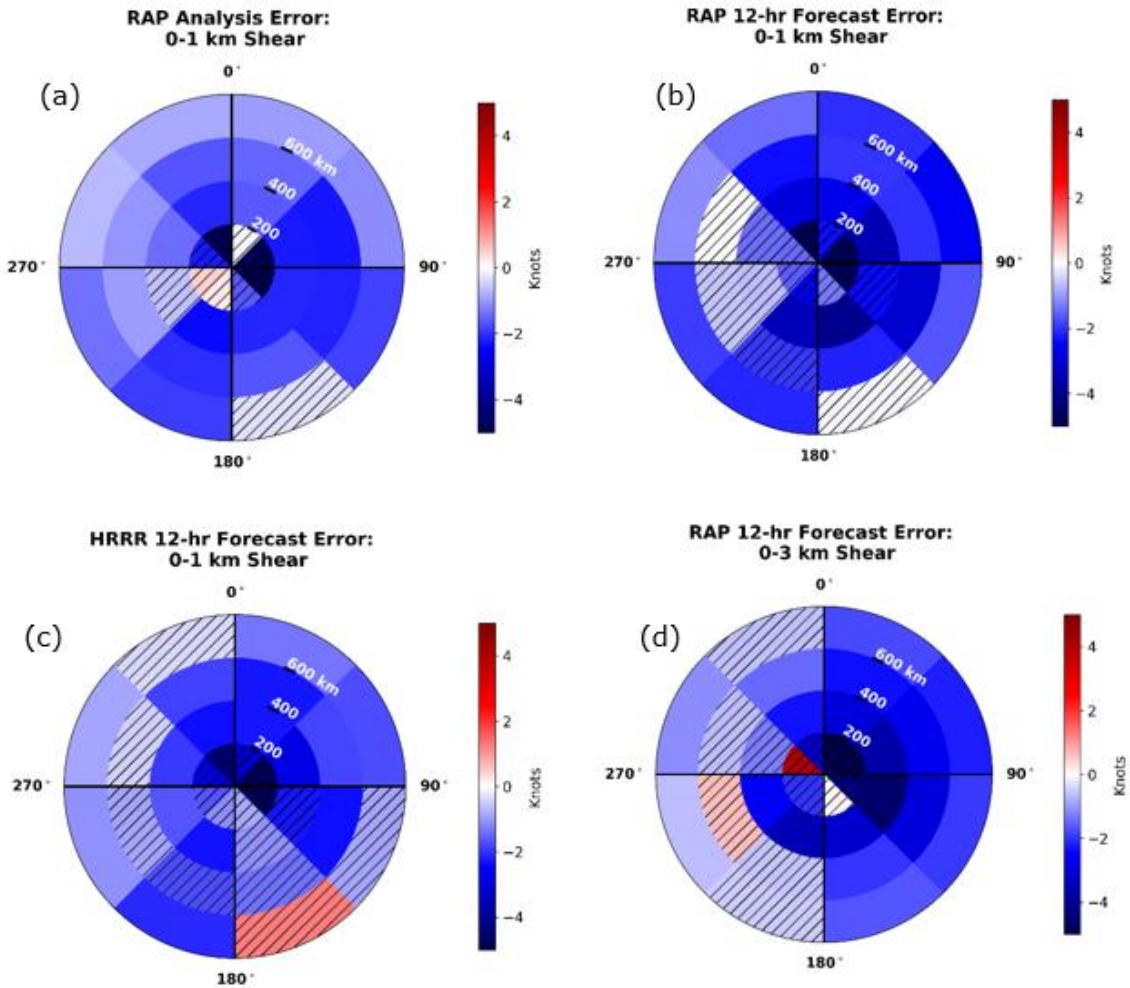 RAP Analysis Error:
0-1 km Shear
(a)
0°
600 km
400
200
270°
90°
180°
4
2
0
−2
−4
Knots
RAP 12-hr Forecast Error:
0-1 km Shear
(b)
0°
600 km
400
200
270°
90°
180°
4
2
0
−2
−4
Knots
HRRR 12-hr Forecast Error:
0-1 km Shear
(c)
0°
600 km
400
200
270°
90°
180°
4
2
0
−2
−4
Knots
RAP 12-hr Forecast Error:
0-3 km Shear
(d)
0°
600 km
400
200
270°
90°
180°
4
2
0
−2
−4
Knots